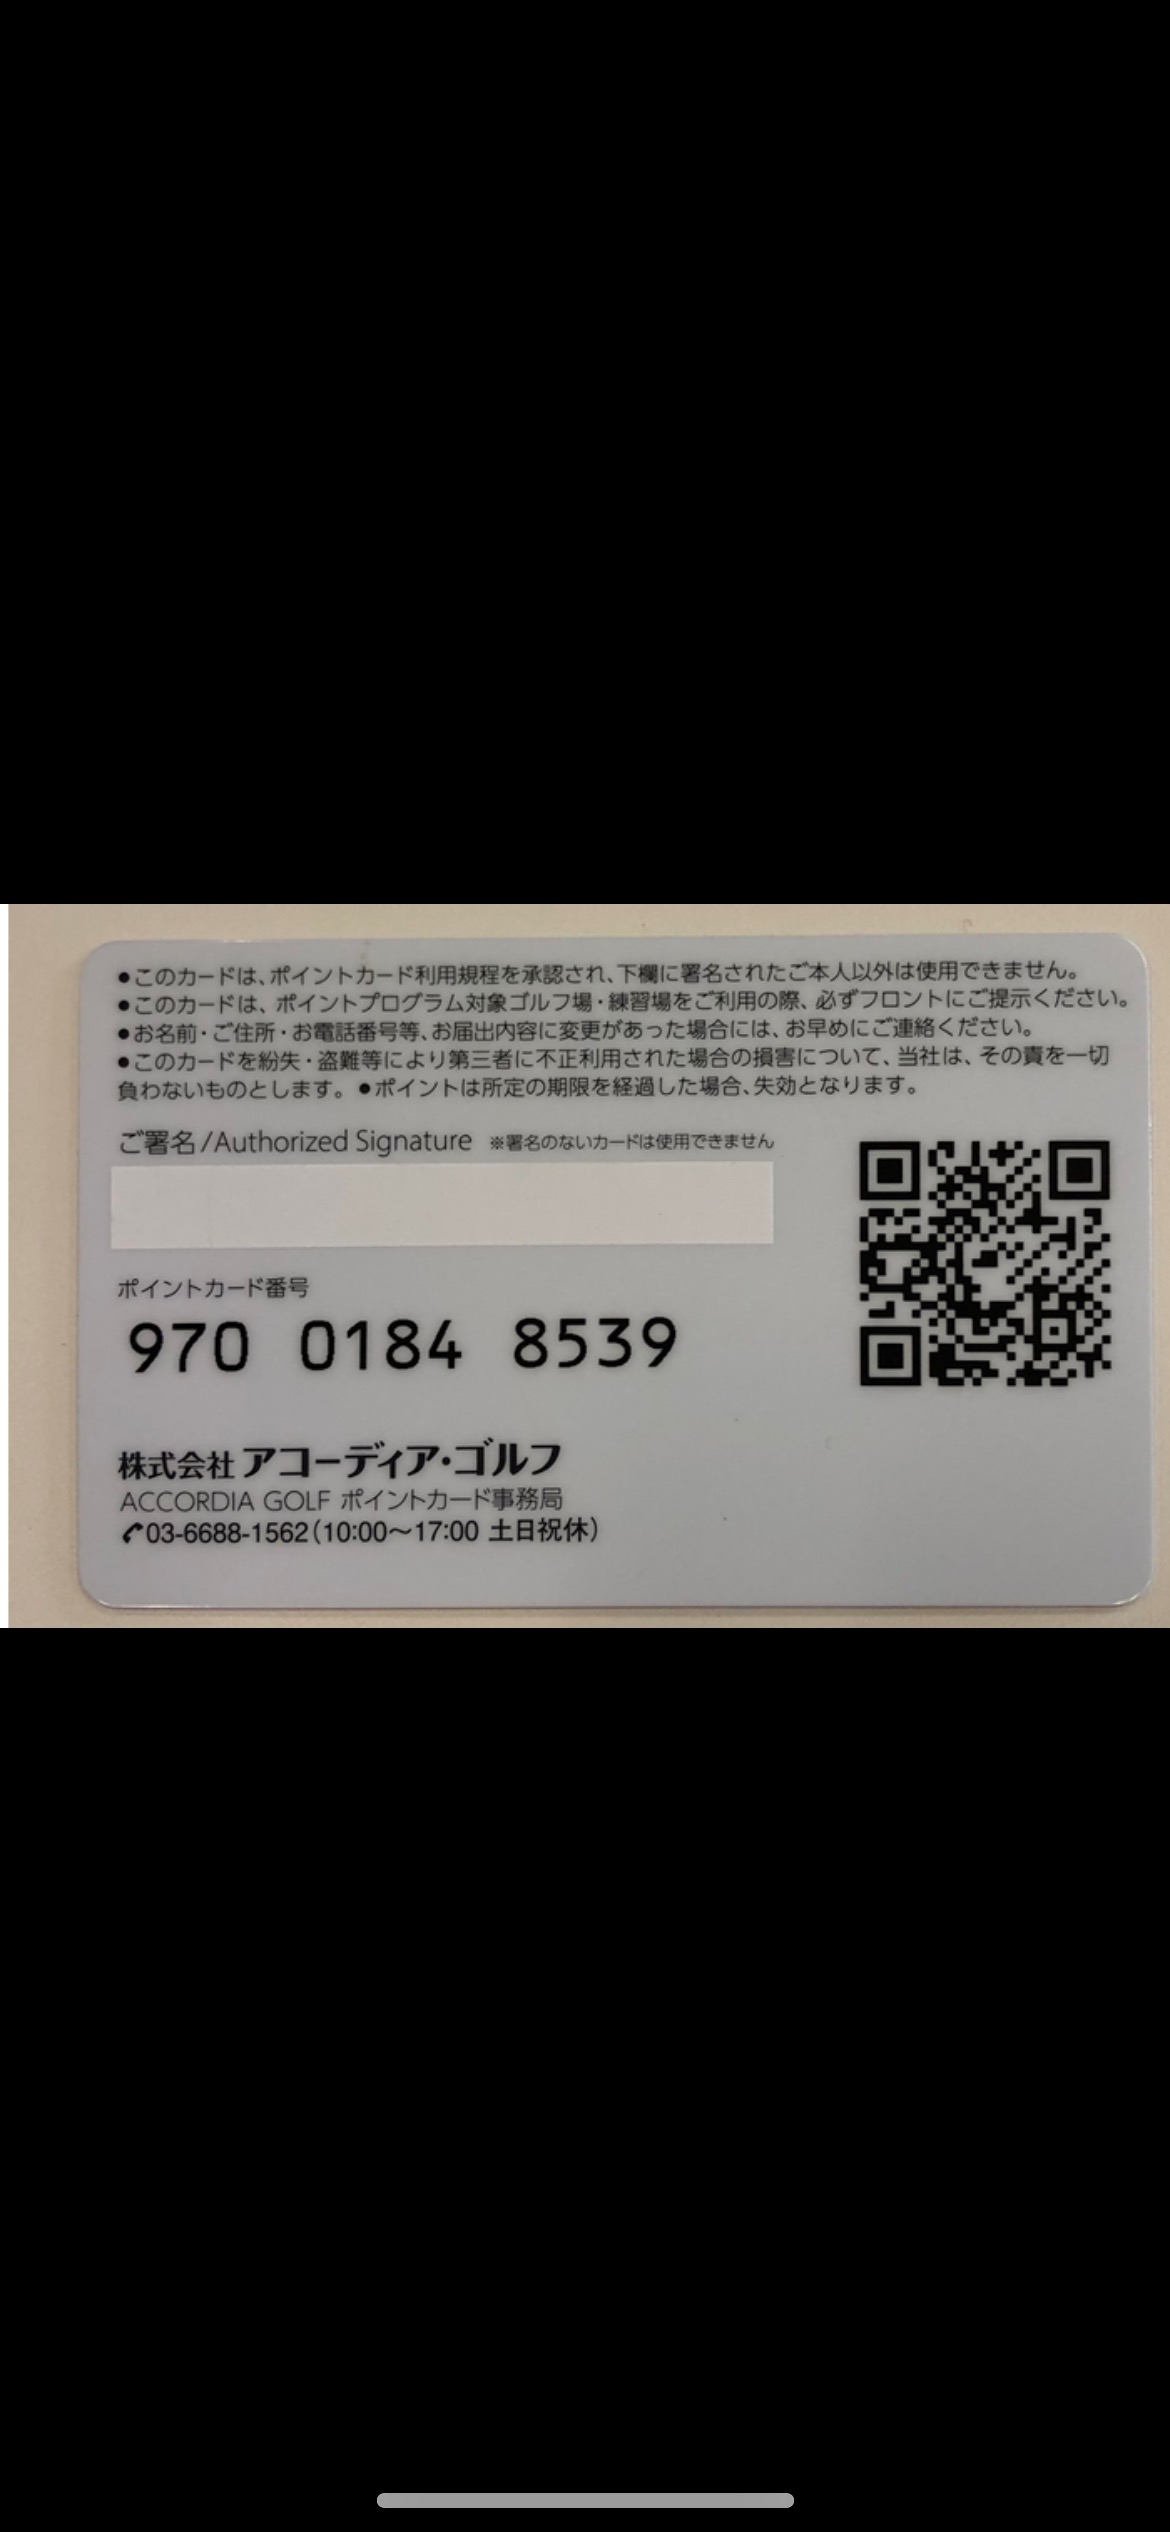 ●このカードは、ポイントカード利用規程を承認され、下欄に署名されたご本人以外は使用できません。
●このカードは、ポイントプログラム対象ゴルフ場・練習場をご利用の際、必ずフロントにご提示ください。
●お名前・ご住所・お電話番号等、お届出内容に変更があった場合には、お早めにご連絡ください。
●このカードを紛失・盗難等により第三者に不正利用された場合の損害について、当社は、その責を一切
負わないものとします。●ポイントは所定の期限を経過した場合、失効となります。
ご署名/Authorized Signature ※署名のないカードは使用できません
ポイントカード番号
970 0184 8539
株式会社アコーディア・ゴルフ
ACCORDIA GOLF ポイントカード事務局
03-6688-1562(10:00〜17:00 土日祝休)